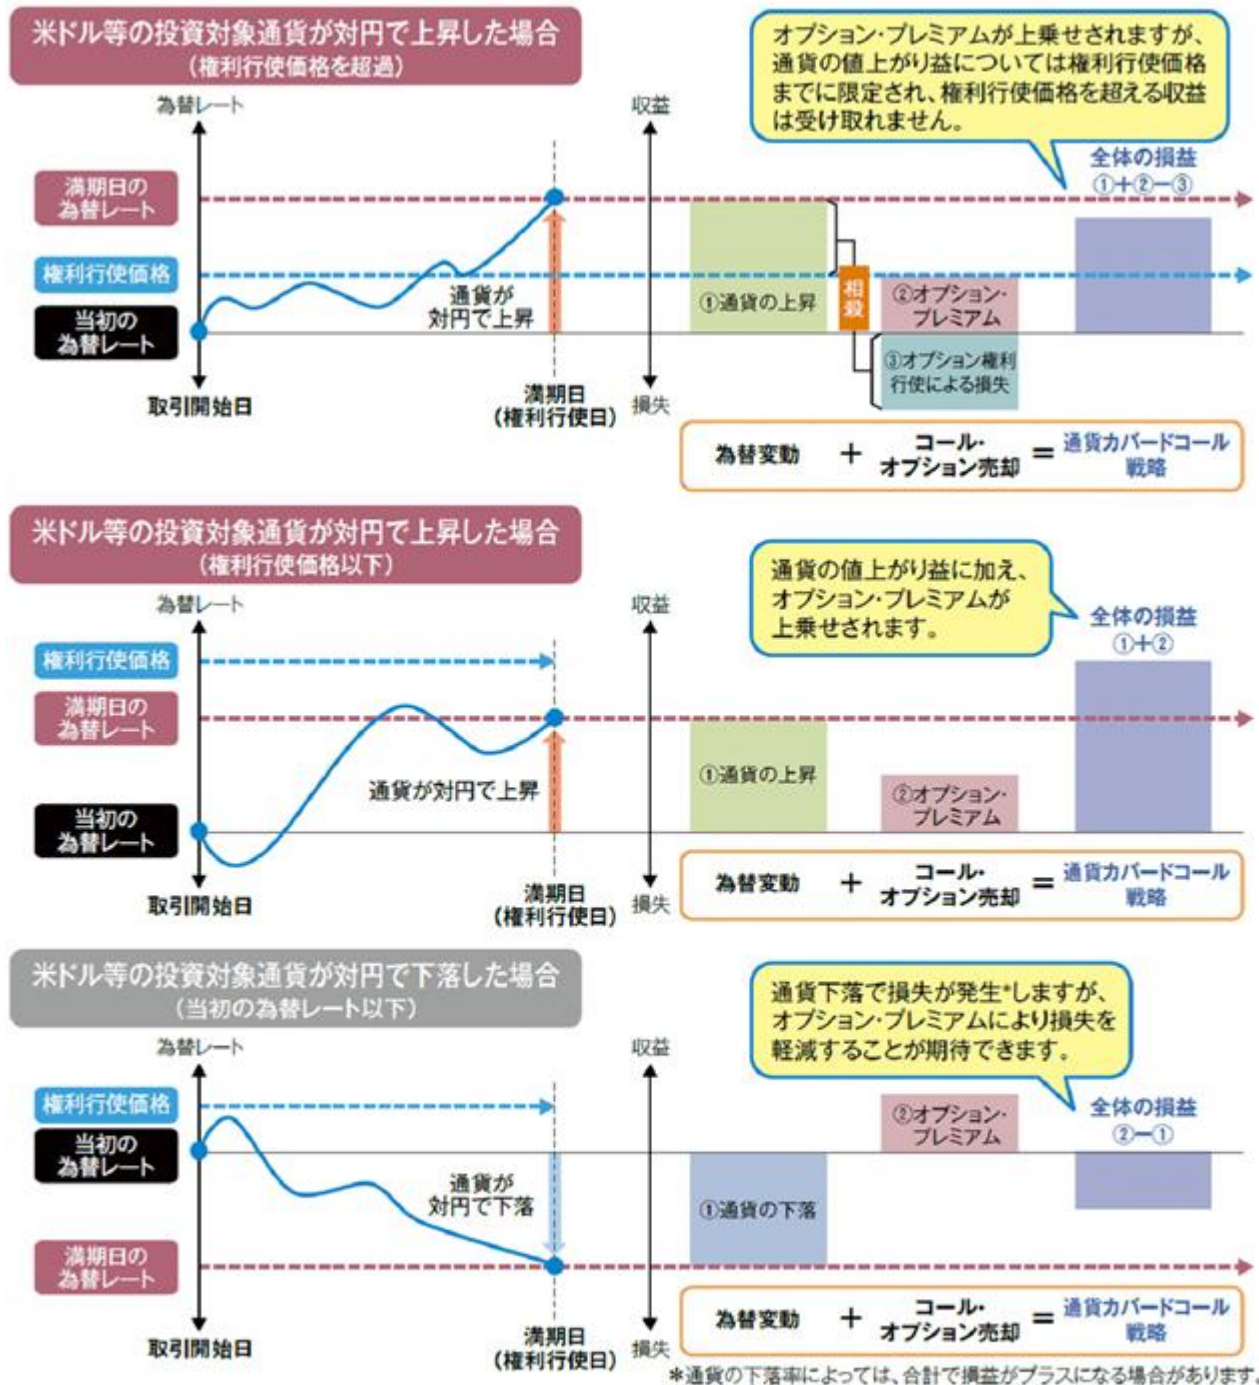 米ドル等の投資対象通貨が対円で上昇した場合
(権利行使価格を超過)
オプション・プレミアムが上乗せされますが、
通貨の値上がり益については権利行使価格
までに限定され、権利行使価格を超える収益
は受け取れません。
為替レート
収益
全体の損益
①+②-③
満期日の
為替レート
権利行使価格
当初の
為替レート
通貨が
対円で上昇
①通貨の上昇
相殺
②オプション・
プレミアム
③オプション権利
行使による損失
取引開始日
満期日
(権利行使日)
損失
為替変動
+
コール・
オプション売却
=
通貨カバードコール
戦略
米ドル等の投資対象通貨が対円で上昇した場合
(権利行使価格以下)
通貨の値上がり益に加え、
オプション・プレミアムが
上乗せされます。
為替レート
収益
全体の損益
①+②
権利行使価格
満期日の
為替レート
当初の
為替レート
通貨が対円で上昇
①通貨の上昇
②オプション・
プレミアム
取引開始日
満期日
(権利行使日)
損失
為替変動
+
コール・
オプション売却
=
通貨カバードコール
戦略
米ドル等の投資対象通貨が対円で下落した場合
(当初の為替レート以下)
通貨下落で損失が発生*しますが、
オプション・プレミアムにより損失を
軽減することが期待できます。
為替レート
収益
全体の損益
②-①
権利行使価格
当初の
為替レート
満期日の
為替レート
通貨が
対円で下落
①通貨の下落
②オプション・
プレミアム
取引開始日
満期日
(権利行使日)
損失
為替変動
+
コール・
オプション売却
=
通貨カバードコール
戦略
*通貨の下落率によっては、合計で損益がプラスになる場合があります。